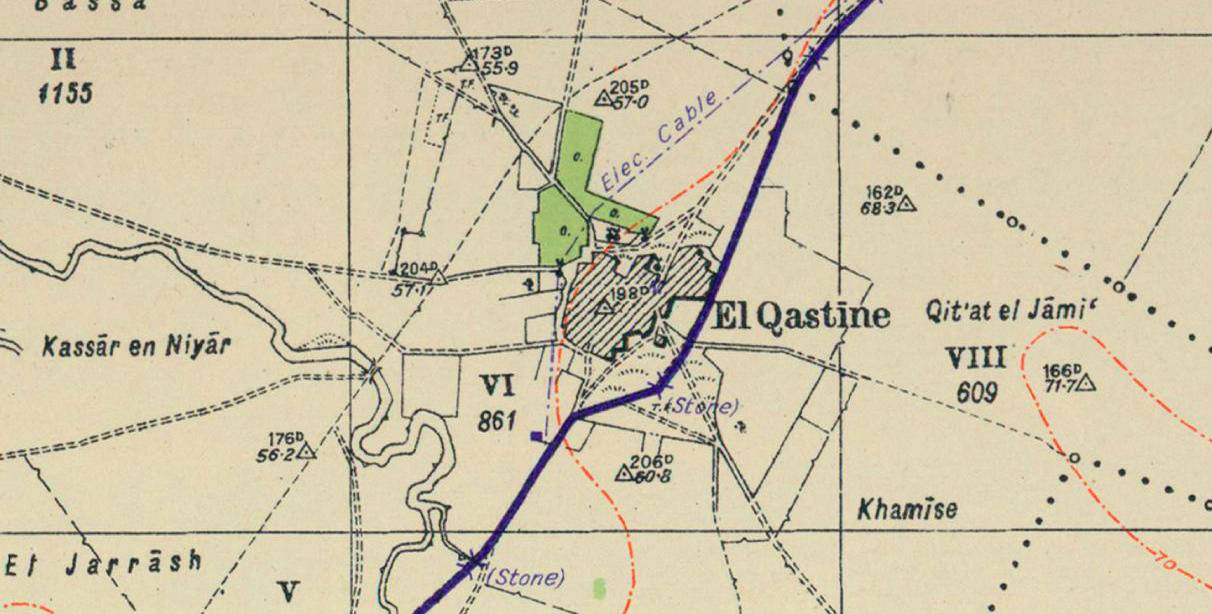 Bassa
II
1155
173D
55·9
T.F.
T.F.
205D
57·0
Elec. Cable
162D
68·3
o.
o.
o.
204D
57·1
198D
El Qastīne
Qiṭ'at el Jāmi'
Kassār en Niyār
VI
861
VIII
609
166D
71·7
(Stone)
176D
56·2
206D
60·8
Khamīse
Et Jarrāsh
V
(Stone)
70